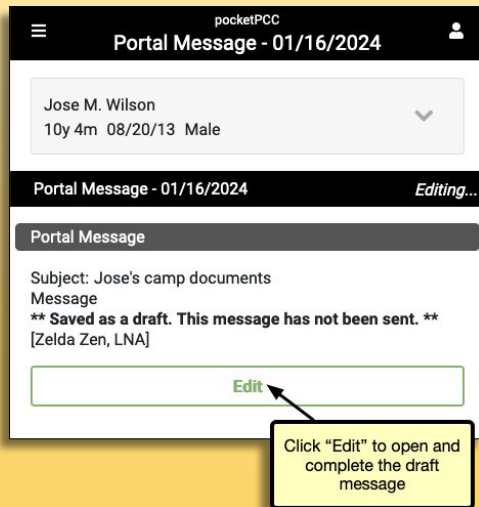 pocketPCC
Portal Message - 01/16/2024
Jose M. Wilson
10y 4m 08/20/13 Male
Portal Message - 01/16/2024 Editing...
Portal Message
Subject: Jose's camp documents
Message
** Saved as a draft. This message has not been sent. **
[Zelda Zen, LNA]
Edit
Click “Edit” to open and
complete the draft
message